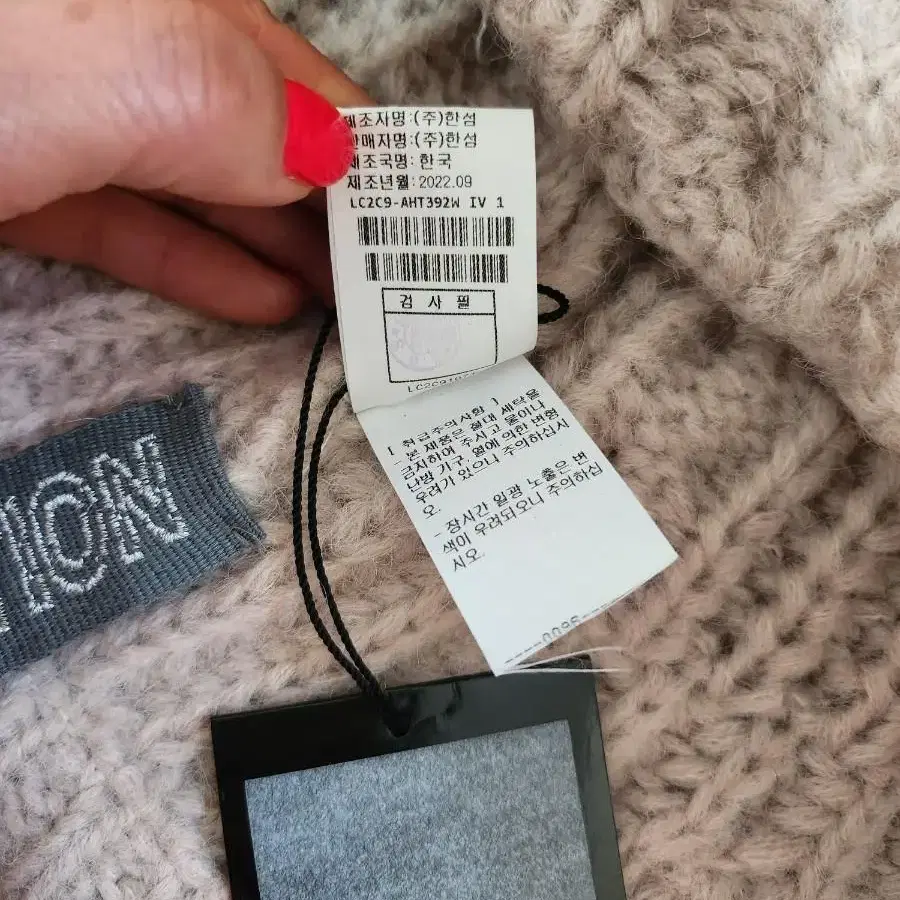 제조자명:(주)한섬
판매자명:(주)한섬
제조국명: 한국
제조년월:2022.09
LC2C9-AHT392W IV 1
검 사 필
[ 취급주의사항 ]
- 본 제품은 절대 세탁을
금지하여 주시고 물이나
난방 기구, 열에 의한 변형
우려가 있으니 주의하십시
오.
- 장시간 일광 노출은 변
색이 우려되오니 주의하십
시오.
ION